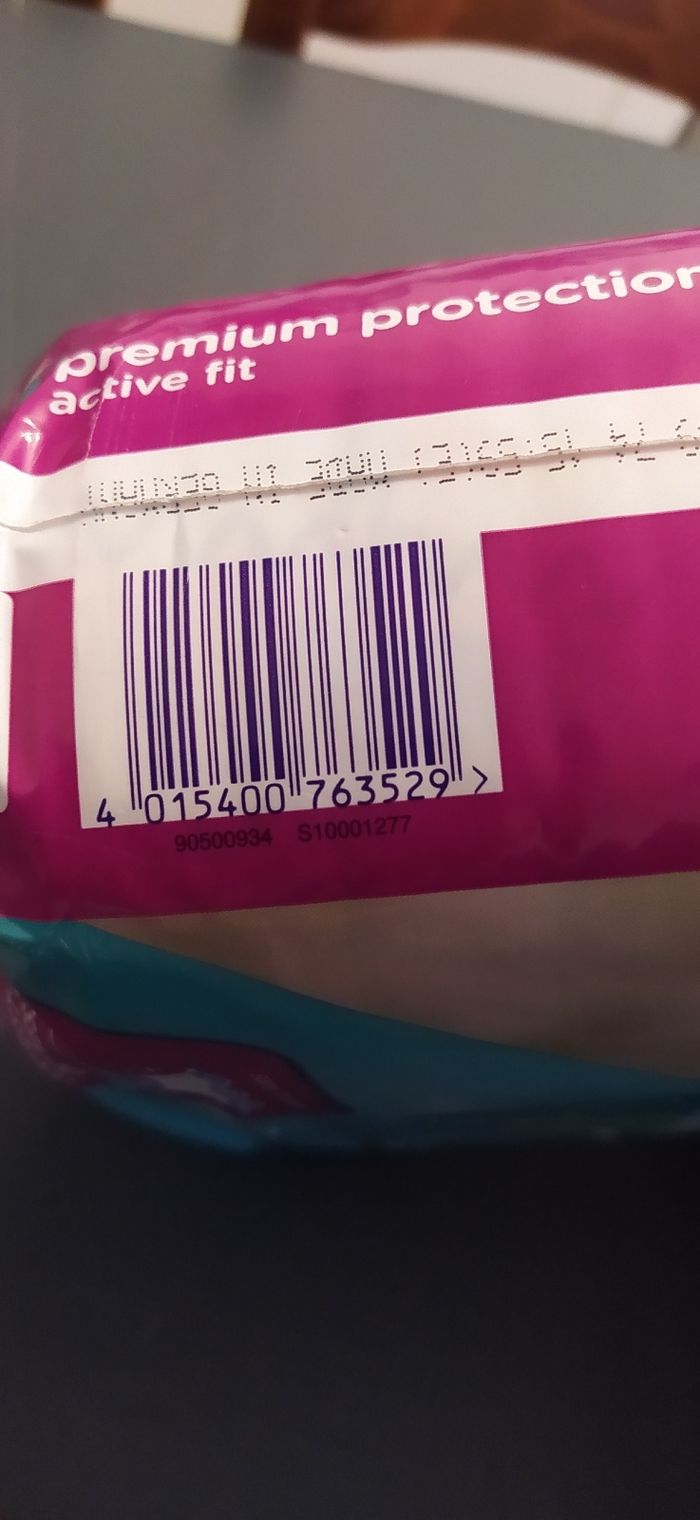 premium protection
active fit
MADE IN GERMANY
4 015400 763529 >
90500934 S10001277